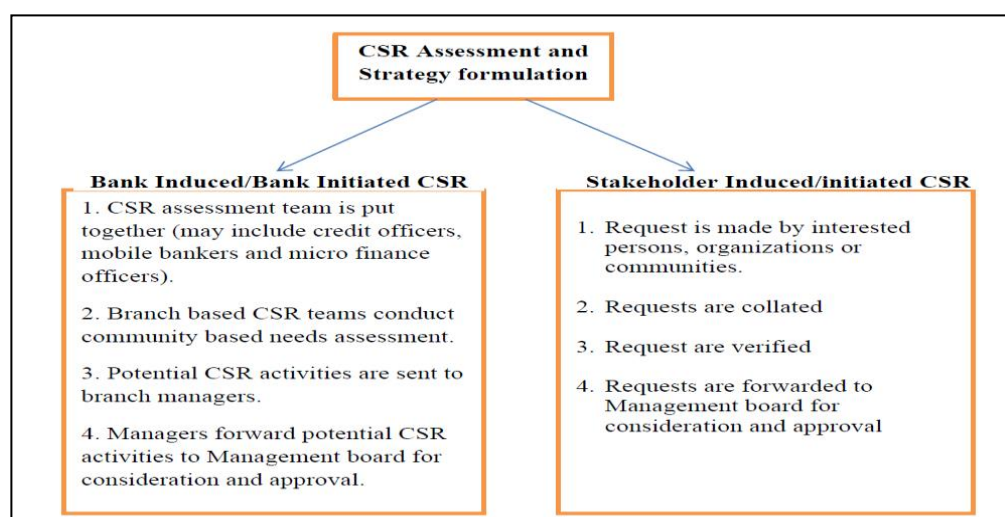 CSR Assessment and
Strategy formulation
Bank Induced/Bank Initiated CSR
1. CSR assessment team is put
together (may include credit officers,
mobile bankers and micro finance
officers).
2. Branch based CSR teams conduct
community based needs assessment.
3. Potential CSR activities are sent to
branch managers.
4. Managers forward potential CSR
activities to Management board for
consideration and approval.
Stakeholder Induced/initiated CSR
1. Request is made by interested
persons, organizations or
communities.
2. Requests are collated
3. Request are verified
4. Requests are forwarded to
Management board for
consideration and approval